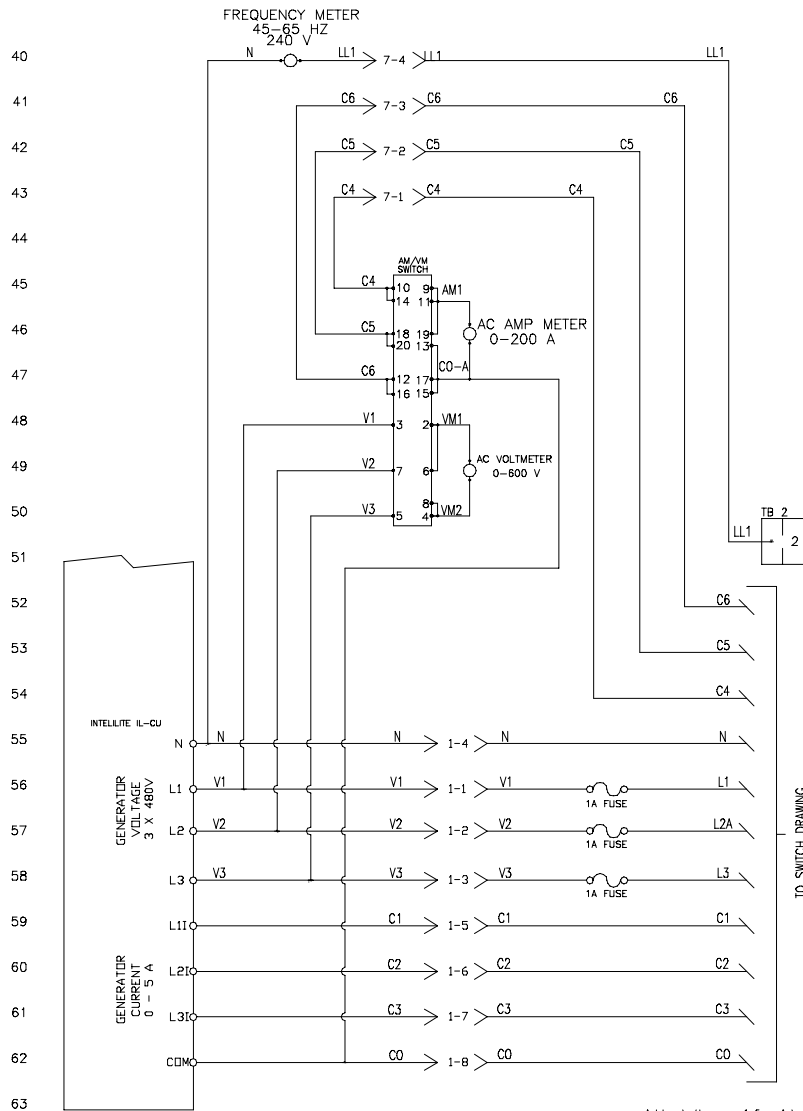 FREQUENCY METER
45-65 HZ
240 V
40 N LL1 7-4 LL1 LL1
41 C6 7-3 C6 C6
42 C5 7-2 C5 C5
43 C4 7-1 C4 C4
44
AM/VM
SWITCH
45 C4 10 9 AM1
14 11
46 C5 18 19 AC AMP METER
20 13 0-200 A
47 C6 12 17 CO-A
16 15
48 V1 3 2 VM1
49 V2 7 6 AC VOLTMETER
0-600 V
50 V3 8
5 4 VM2
TB 2
LL1 2
51
52 C6
53 C5
54 C4
INTELILITE IL-CU
55 N N N 1-4 N N
GENERATOR
VOLTAGE
3 X 480V
56 L1 V1 V1 1-1 V1 L1
1A FUSE
57 L2 V2 V2 1-2 V2 L2A
1A FUSE
58 L3 V3 V3 1-3 V3 L3
1A FUSE
TO SWITCH DRAWING
59 L1I C1 1-5 C1 C1
GENERATOR
CURRENT
0 - 5 A
60 L2I C2 1-6 C2 C2
61 L3I C3 1-7 C3 C3
62 COM CO 1-8 CO CO
63